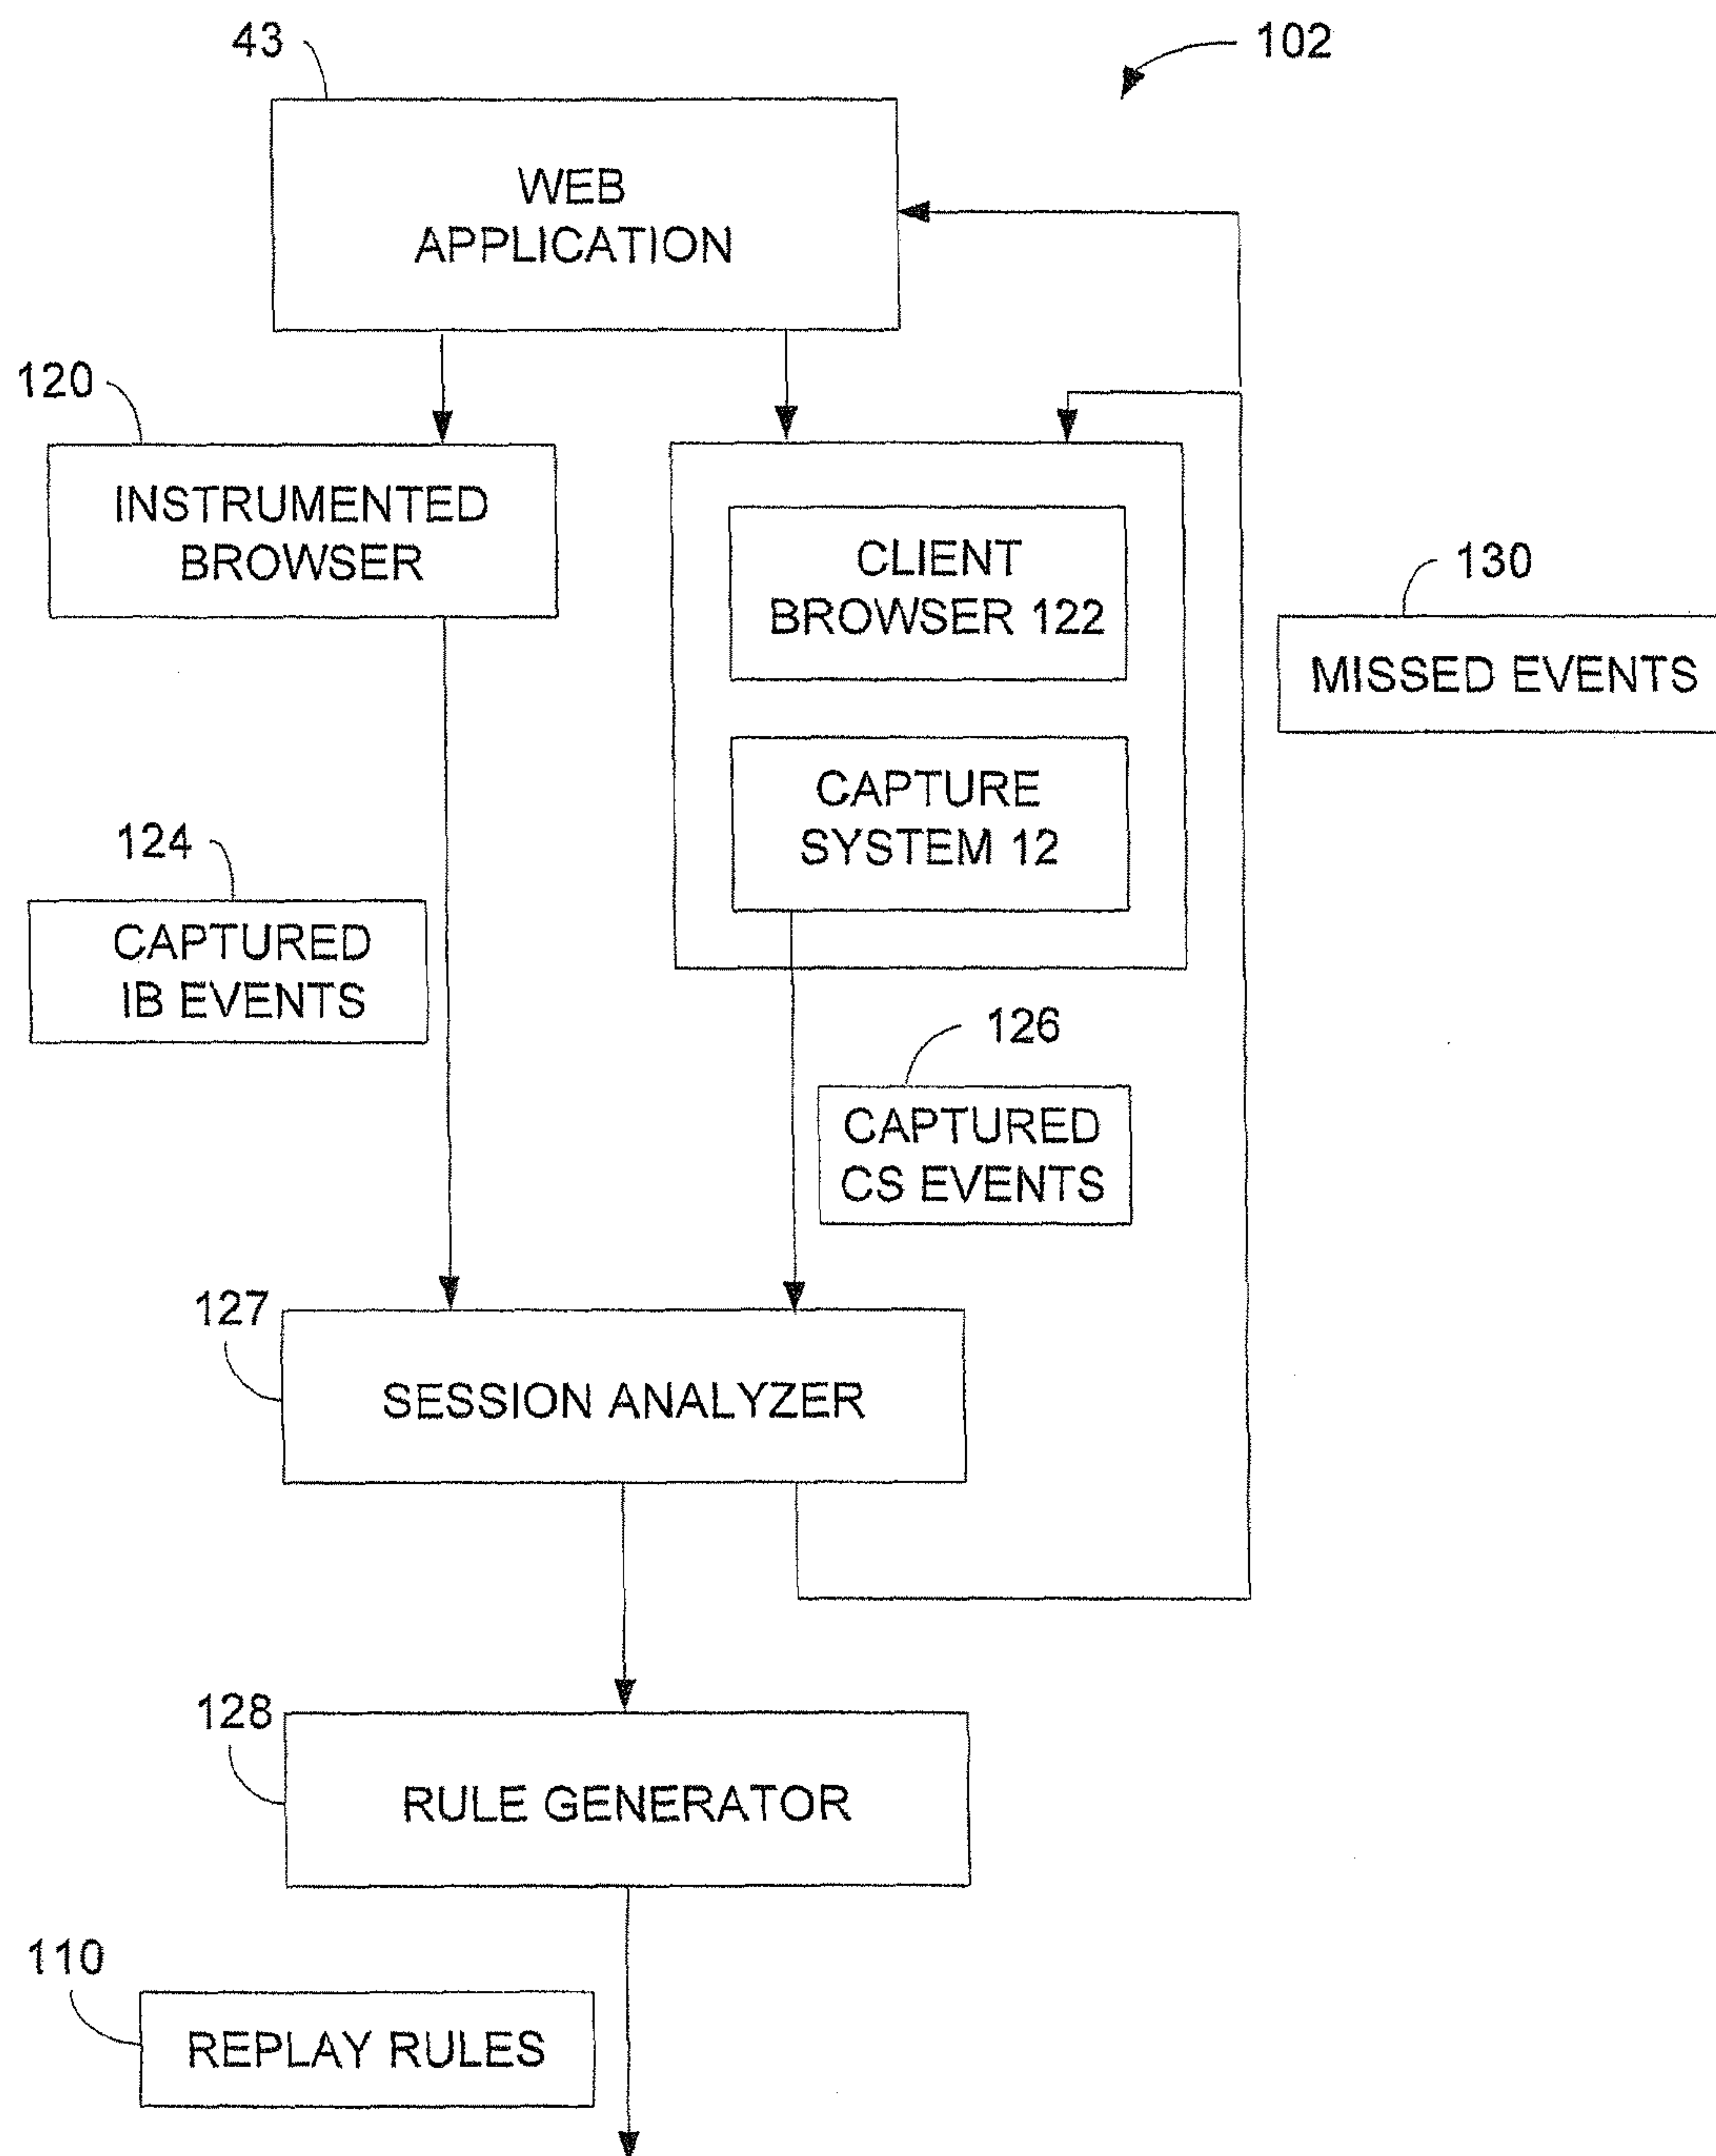 43
102
WEB
APPLICATION
120
INSTRUMENTED
BROWSER
CLIENT
BROWSER 122
130
MISSED EVENTS
CAPTURE
SYSTEM 12
124
CAPTURED
IB EVENTS
126
CAPTURED
CS EVENTS
127
SESSION ANALYZER
128
RULE GENERATOR
110
REPLAY RULES